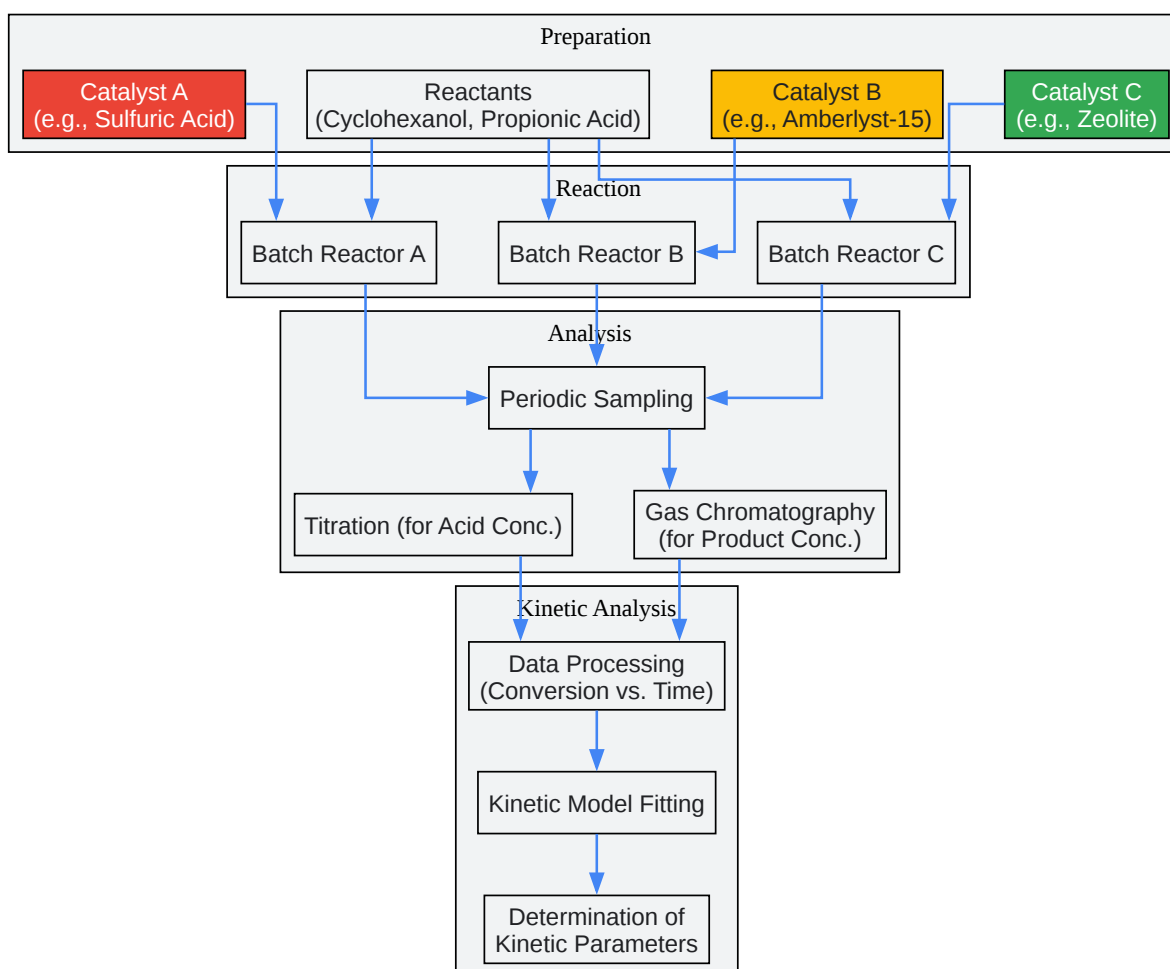 Preparation
Catalyst A
(e.g., Sulfuric Acid)
Reactants
(Cyclohexanol, Propionic Acid)
Catalyst B
(e.g., Amberlyst-15)
Catalyst C
(e.g., Zeolite)
Reaction
Batch Reactor A
Batch Reactor B
Batch Reactor C
Analysis
Periodic Sampling
Titration (for Acid Conc.)
Gas Chromatography
(for Product Conc.)
Kinetic Analysis
Data Processing
(Conversion vs. Time)
Kinetic Model Fitting
Determination of
Kinetic Parameters